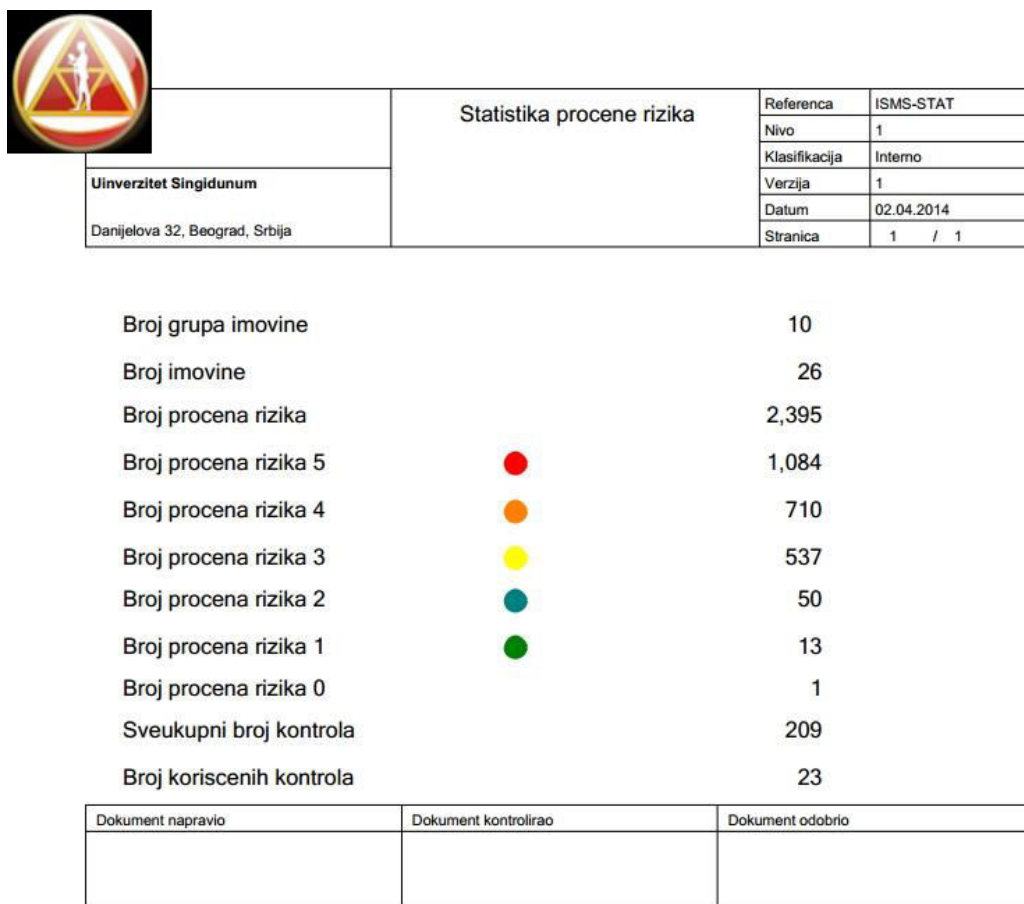 Statistika procene rizika
Referenca ISMS-STAT
Nivo 1
Klasifikacija Interno
Uinverzitet Singidunum
Verzija 1
Datum 02.04.2014
Danijelova 32, Beograd, Srbija
Stranica 1 / 1
Broj grupa imovine 10
Broj imovine 26
Broj procena rizika 2,395
Broj procena rizika 5 1,084
Broj procena rizika 4 710
Broj procena rizika 3 537
Broj procena rizika 2 50
Broj procena rizika 1 13
Broj procena rizika 0 1
Sveukupni broj kontrola 209
Broj koriscenih kontrola 23
Dokument napravio Dokument kontrolirao Dokument odobrio